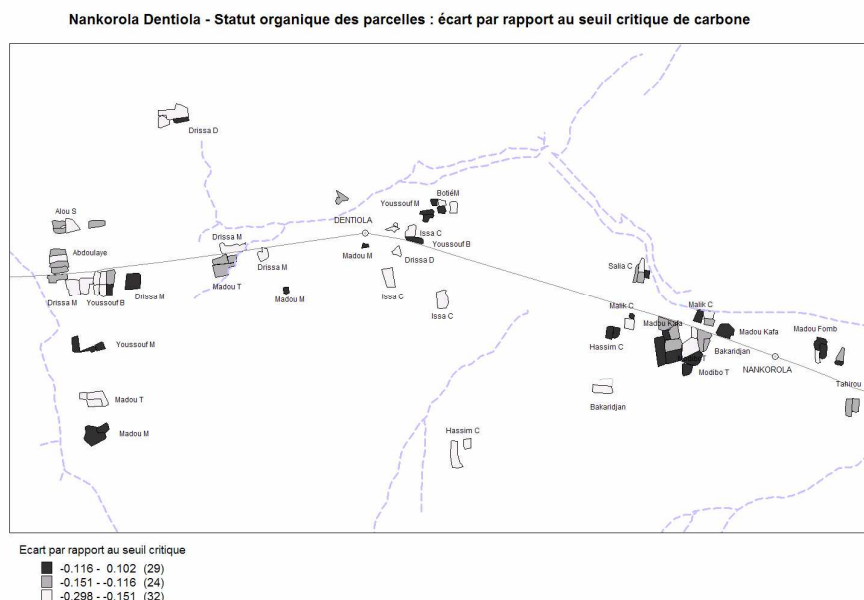 Nankorola Dentiola - Statut organique des parcelles : écart par rapport au seuil critique de carbone
Drissa D
Alou S
Abdoulaye
Drissa M
Youssouf B
Drissa M
Drissa M
Madou T
Drissa M
DENTIOLA
Madou M
Madou M
Youssouf M
BotiéM
Issa C
Youssouf B
Drissa D
Issa C
Issa C
Youssouf M
Madou T
Madou M
Hassim C
Salia C
Malik C
Hassim C
Madou Kafa
Malik C
Madou Kafa
Bakaridjan
Modibo T
Modibo T
Bakaridjan
NANKOROLA
Madou Fomb
Tahirou
Ecart par rapport au seuil critique
-0.116 - 0.102 (29)
-0.151 - -0.116 (24)
-0.298 - -0.151 (32)